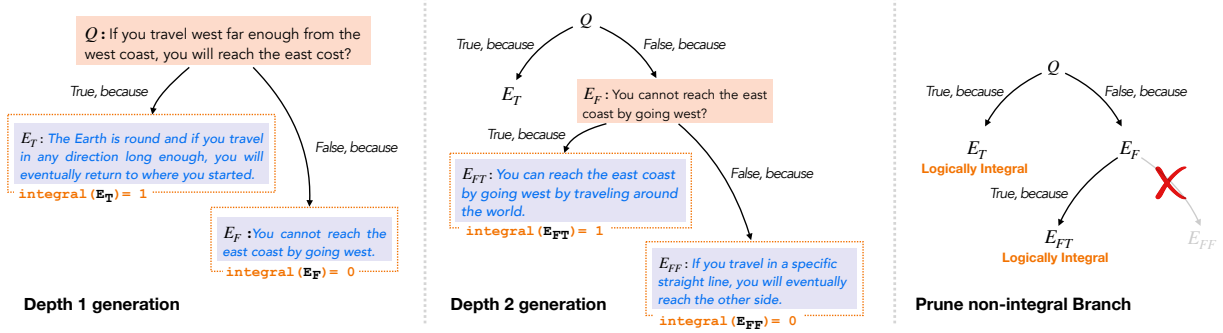 Q : If you travel west far enough from the
west coast, you will reach the east cost?
True, because
E_T : The Earth is round and if you travel
in any direction long enough, you will
eventually return to where you started.
integral(E_T)= 1
False, because
E_F : You cannot reach the
east coast by going west.
integral(E_F)= 0
Depth 1 generation
Q
True, because
False, because
E_T
E_F : You cannot reach the east
coast by going west?
True, because
E_FT : You can reach the east coast
by going west by traveling around
the world.
integral(E_FT)= 1
False, because
E_FF : If you travel in a specific
straight line, you will eventually
reach the other side.
integral(E_FF)= 0
Depth 2 generation
Q
True, because
False, because
E_T
Logically Integral
E_F
True, because
E_FT
Logically Integral
E_FF
Prune non-integral Branch